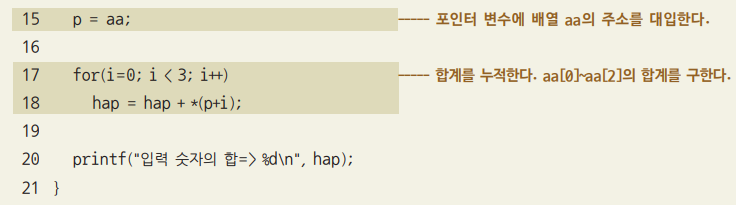 15 p = aa; ----- 포인터 변수에 배열 aa의 주소를 대입한다.
16
17 for(i=0; i < 3; i++) ----- 합계를 누적한다. aa[0]~aa[2]의 합계를 구한다.
18 hap = hap + *(p+i);
19
20 printf("입력 숫자의 합=> %d\n", hap);
21 }